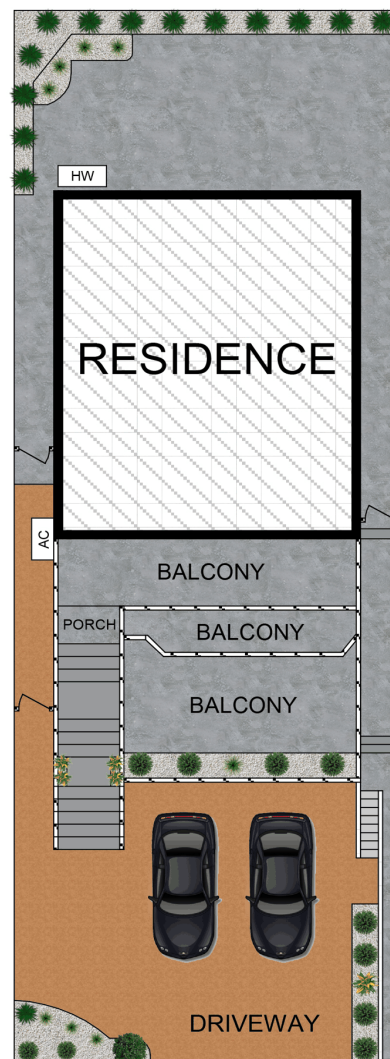 HW
RESIDENCE
AC
BALCONY
PORCH
BALCONY
BALCONY
DRIVEWAY